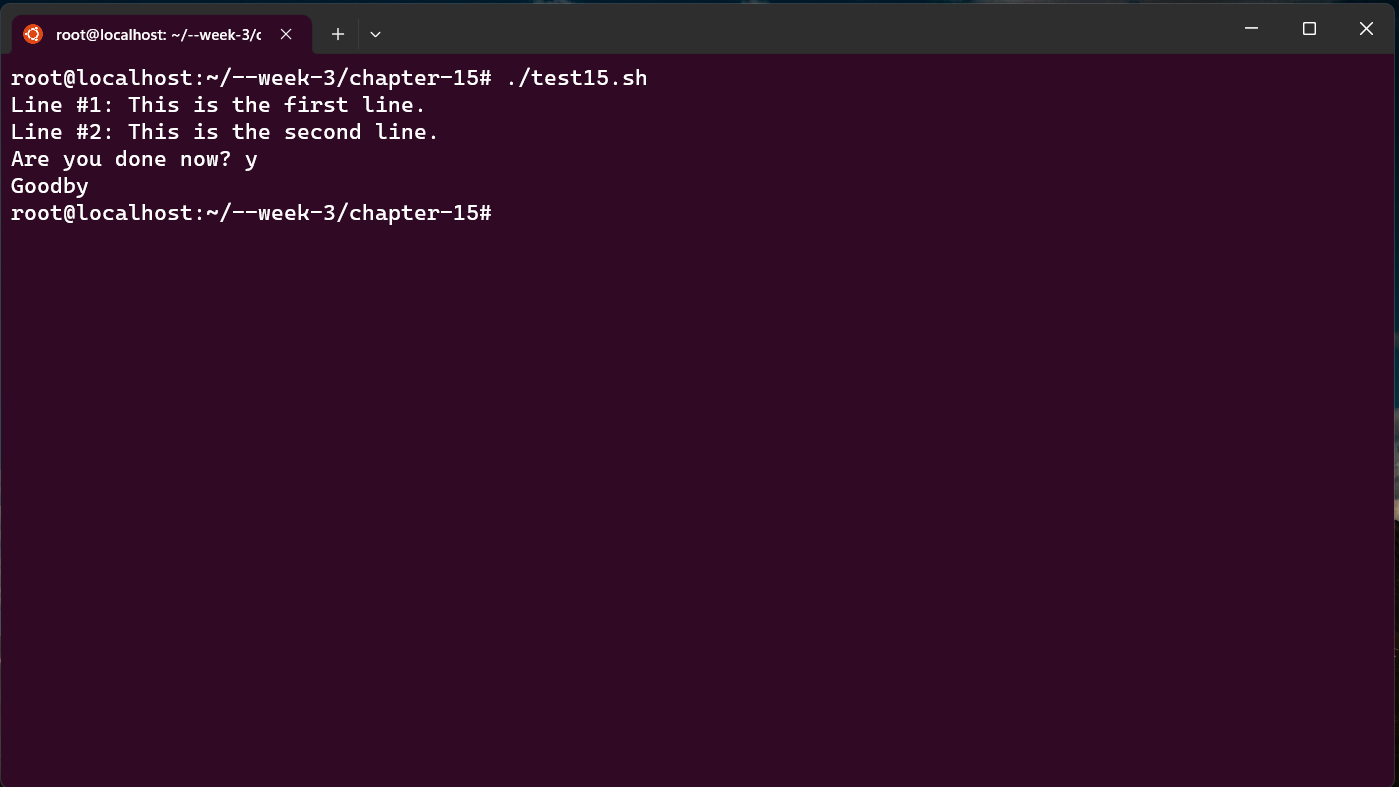 root@localhost: ~/--week-3/c
root@localhost:~/--week-3/chapter-15# ./test15.sh
Line #1: This is the first line.
Line #2: This is the second line.
Are you done now? y
Goodby
root@localhost:~/--week-3/chapter-15#